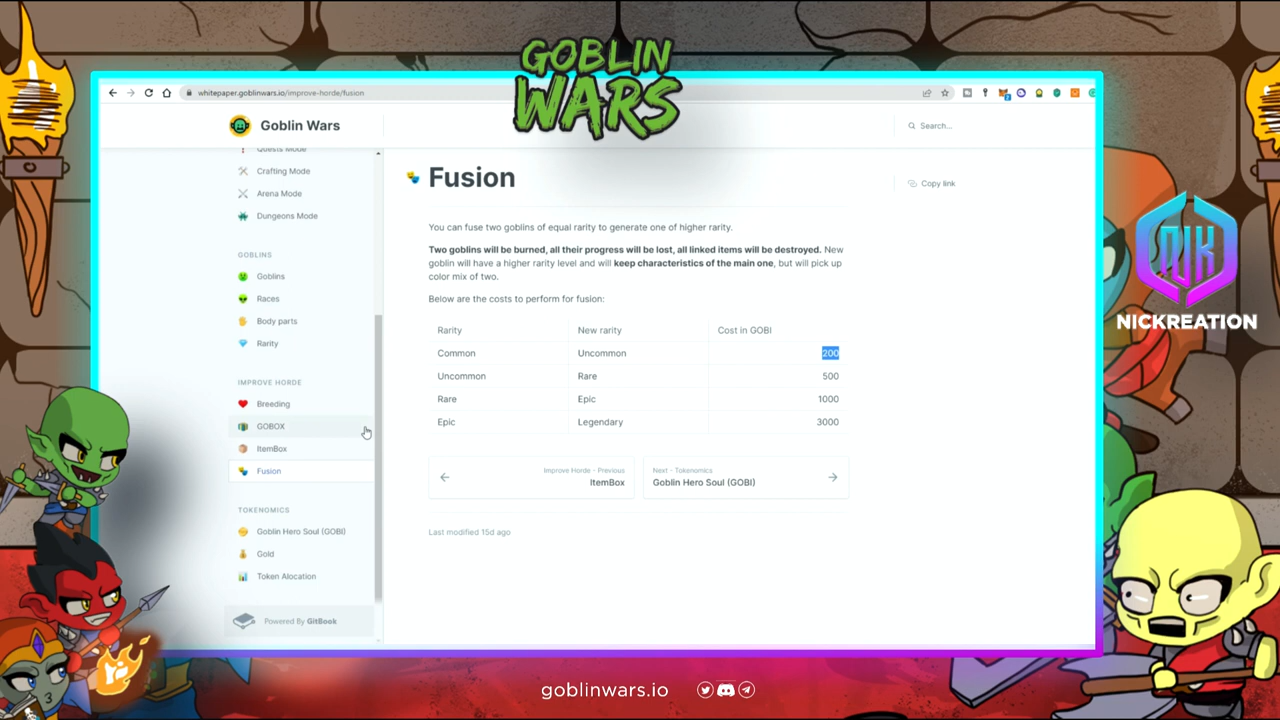 GOBLIN
WARS
whitepaper.goblinwars.io/improve-horde/fusion
Goblin Wars
Search...
Quests Mode
Crafting Mode
Arena Mode
Dungeons Mode
GOBLINS
Goblins
Races
Body parts
Rarity
IMPROVE HORDE
Breeding
GOBOX
ItemBox
Fusion
TOKENOMICS
Goblin Hero Soul (GOBI)
Gold
Token Alocation
Powered By GitBook
Fusion
Copy link
You can fuse two goblins of equal rarity to generate one of higher rarity.
Two goblins will be burned, all their progress will be lost, all linked items will be destroyed. New
goblin will have a higher rarity level and will keep characteristics of the main one, but will pick up
color mix of two.
Below are the costs to perform for fusion:
Rarity New rarity Cost in GOBI
Common Uncommon 200
Uncommon Rare 500
Rare Epic 1000
Epic Legendary 3000
Improve Horde - Previous
ItemBox
Next - Tokenomics
Goblin Hero Soul (GOBI)
Last modified 15d ago
NICKREATION
goblinwars.io